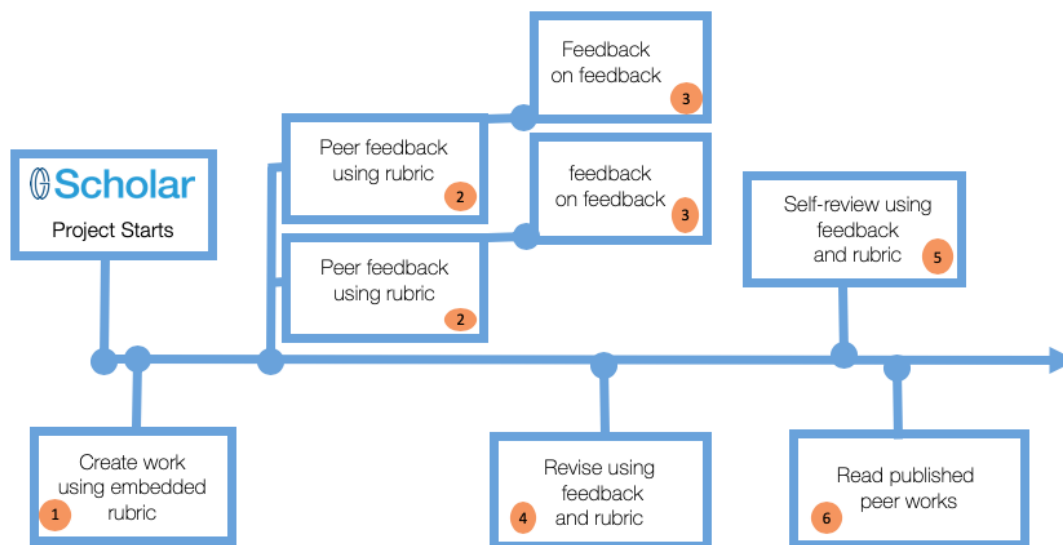 Scholar
Project Starts
Create work
using embedded
rubric
1
Peer feedback
using rubric
2
Peer feedback
using rubric
2
Feedback
on feedback
3
feedback
on feedback
3
Revise using
feedback
and rubric
4
Self-review using
feedback
and rubric
5
Read published
peer works
6